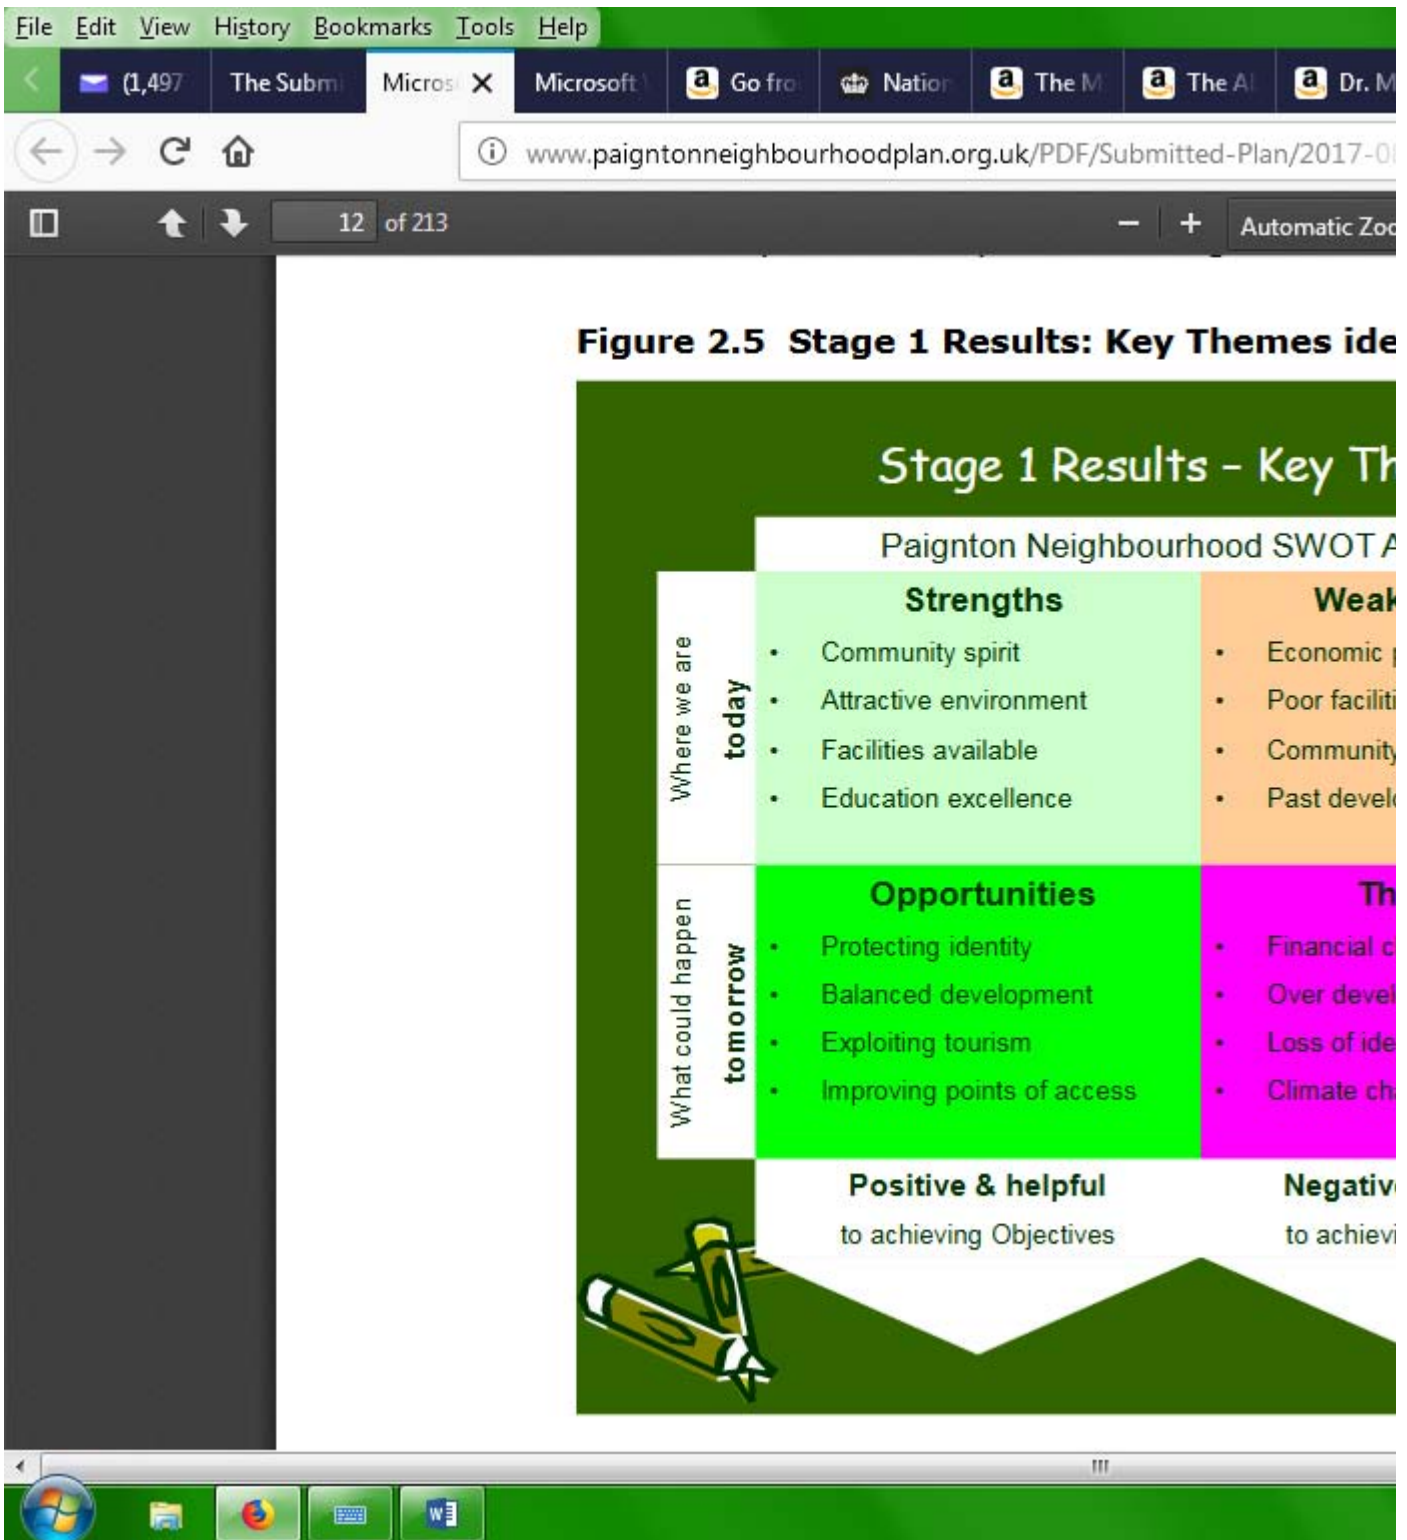 File Edit View History Bookmarks Tools Help
(1,497 The Submi Micros Microsoft Go fro Nation The M The Al Dr. M
www.paigntonneighbourhoodplan.org.uk/PDF/Submitted-Plan/2017-0
12 of 213 Automatic Zoo
Figure 2.5 Stage 1 Results: Key Themes ide
Stage 1 Results – Key Th
Paignton Neighbourhood SWOT A
Where we are
today
Strengths
• Community spirit
• Attractive environment
• Facilities available
• Education excellence
Weak
• Economic p
• Poor faciliti
• Community
• Past develo
What could happen
tomorrow
Opportunities
• Protecting identity
• Balanced development
• Exploiting tourism
• Improving points of access
Th
• Financial c
• Over devel
• Loss of ide
• Climate cha
Positive & helpful
to achieving Objectives
Negativ
to achievi